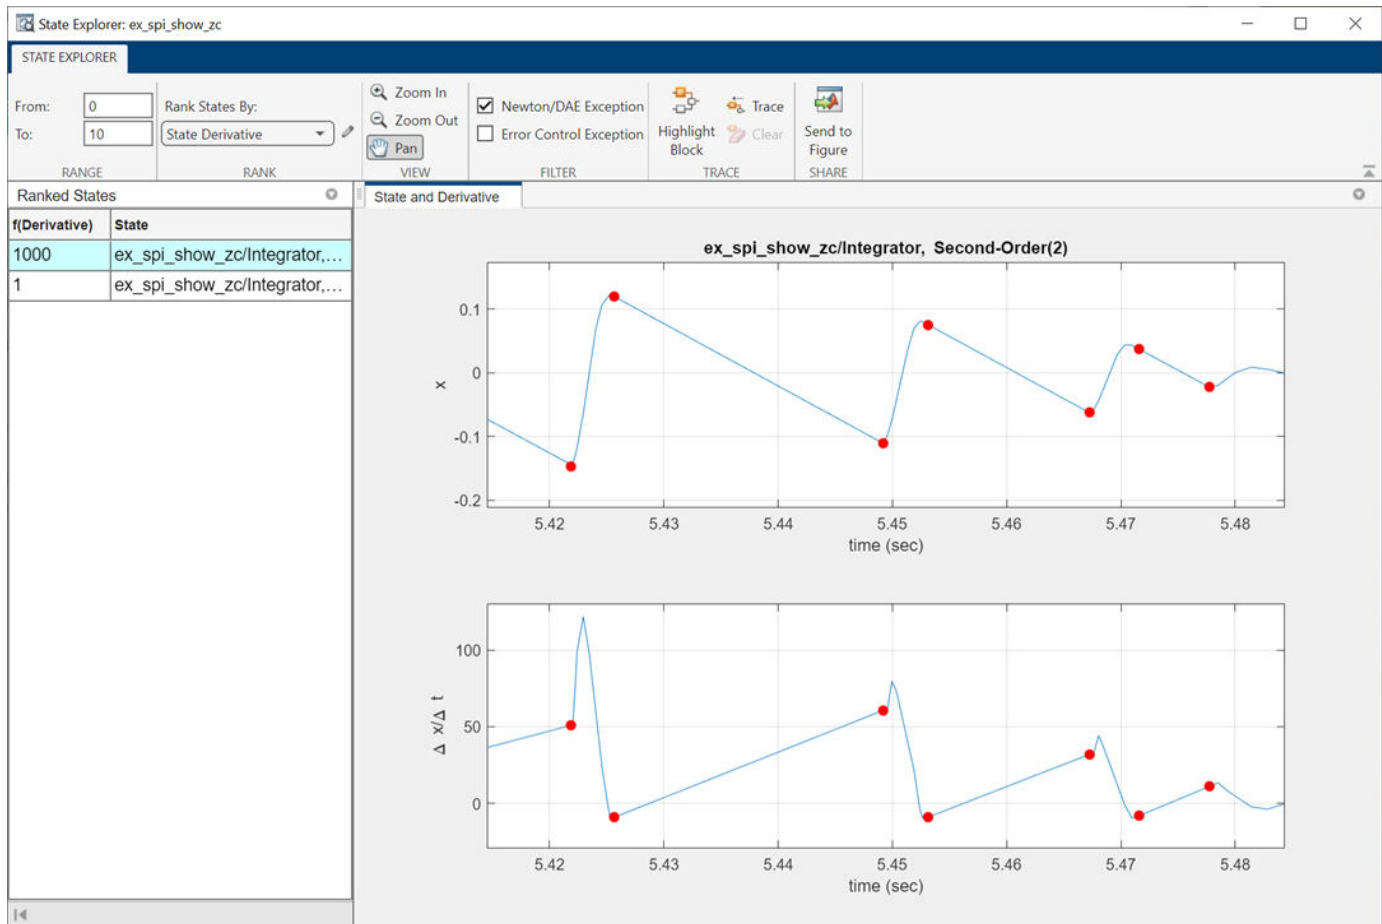 State Explorer: ex_spi_show_zc
STATE EXPLORER
From: 0
To: 10
RANGE
Rank States By:
State Derivative
RANK
Zoom In
Zoom Out
Pan
VIEW
Newton/DAE Exception
Error Control Exception
FILTER
Highlight
Block
Trace
Clear
TRACE
Send to
Figure
SHARE
Ranked States
f(Derivative) State
1000 ex_spi_show_zc/Integrator,...
1 ex_spi_show_zc/Integrator,...
State and Derivative
ex_spi_show_zc/Integrator, Second-Order(2)
0.1
0
-0.1
-0.2
x
5.42 5.43 5.44 5.45 5.46 5.47 5.48
time (sec)
100
50
0
Δ x/Δ t
5.42 5.43 5.44 5.45 5.46 5.47 5.48
time (sec)